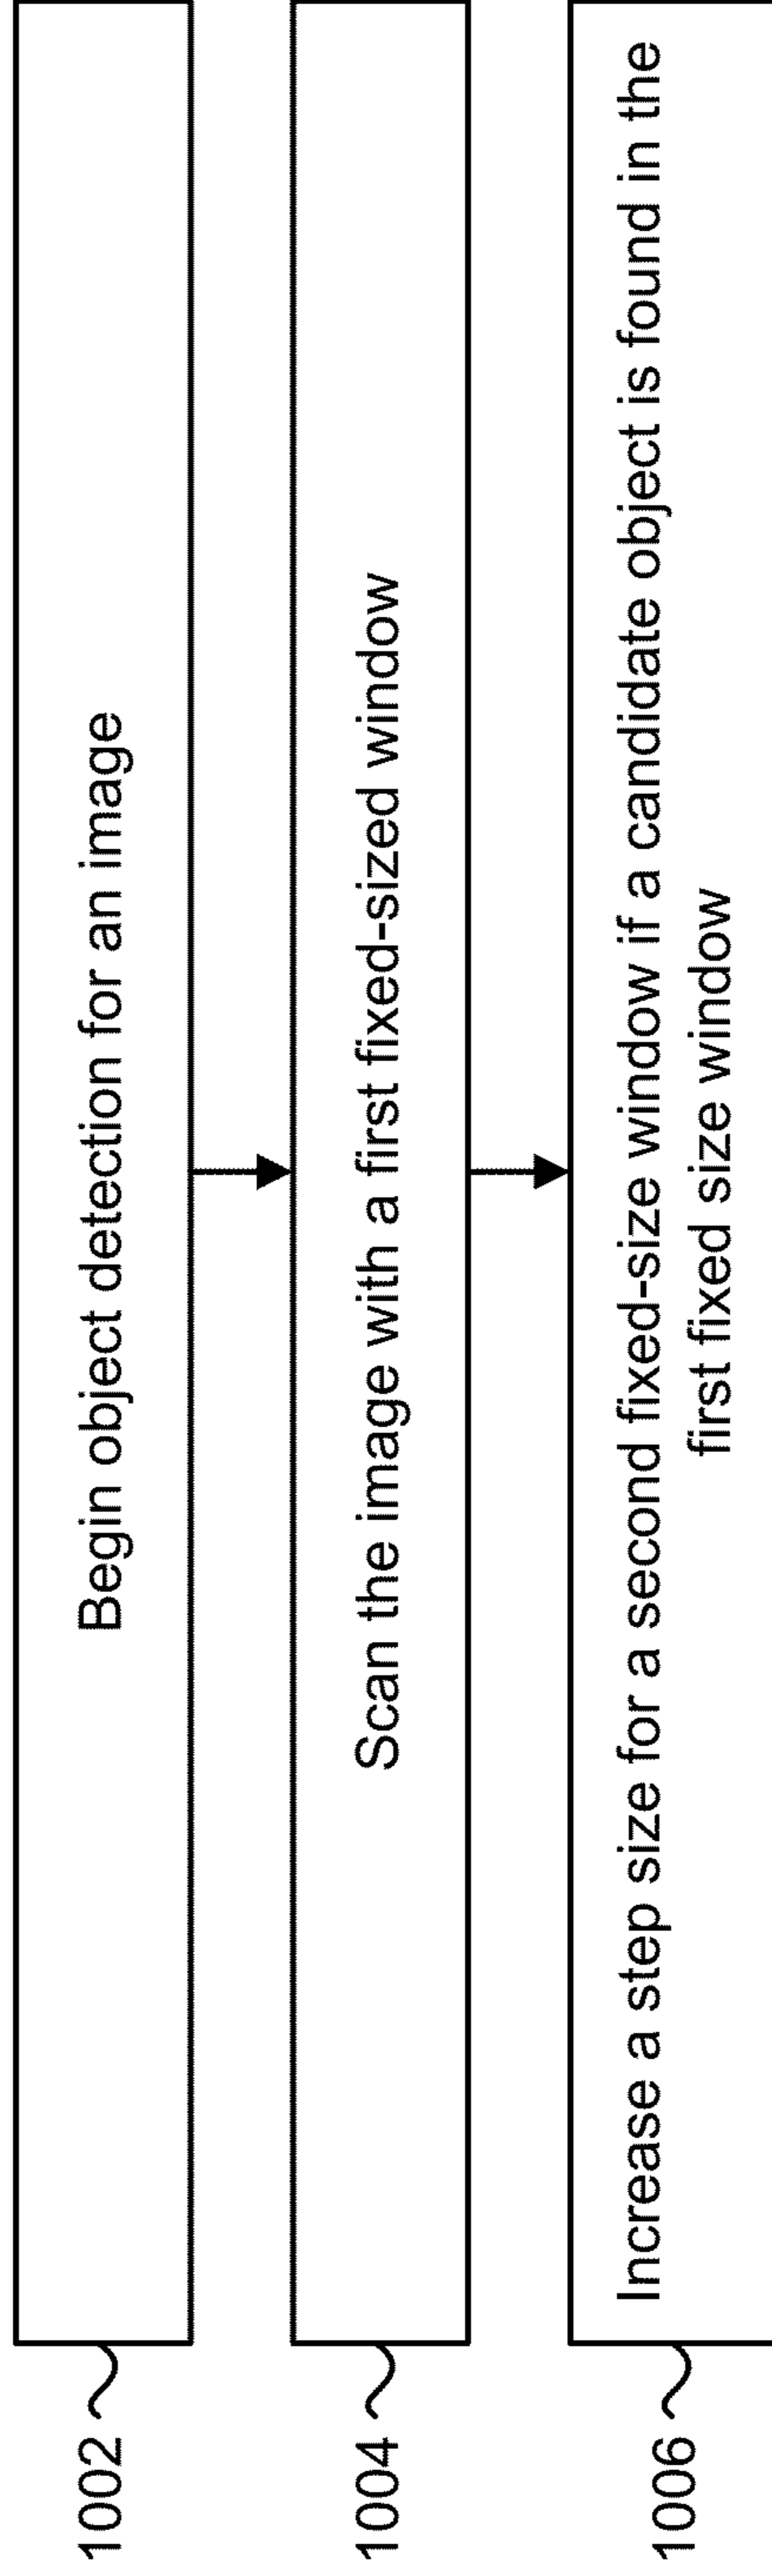 1002
Begin object detection for an image
1004
Scan the image with a first fixed-sized window
1006
Increase a step size for a second fixed-size window if a candidate object is found in the
first fixed size window